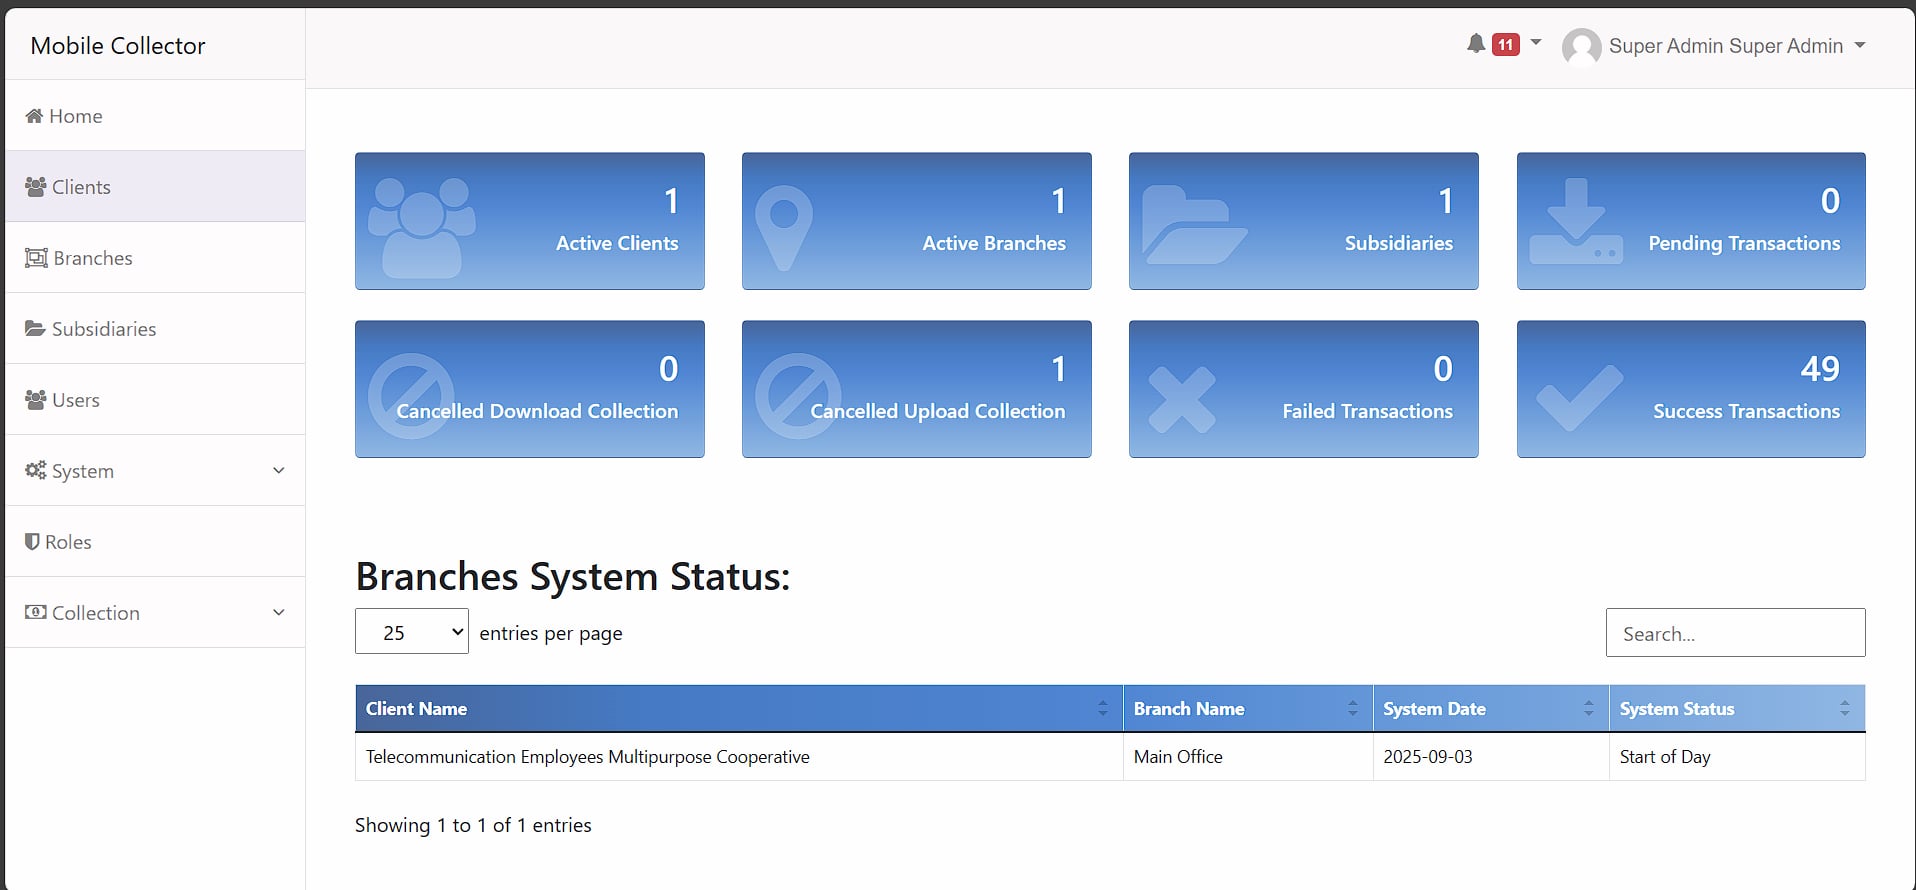 Mobile Collector
11
Super Admin Super Admin
Home
Clients
Branches
Subsidiaries
Users
System
Roles
Collection
1
Active Clients
1
Active Branches
1
Subsidiaries
0
Pending Transactions
0
Cancelled Download Collection
1
Cancelled Upload Collection
0
Failed Transactions
49
Success Transactions
Branches System Status:
25 entries per page
Search...
Client Name Branch Name System Date System Status
Telecommunication Employees Multipurpose Cooperative Main Office 2025-09-03 Start of Day
Showing 1 to 1 of 1 entries